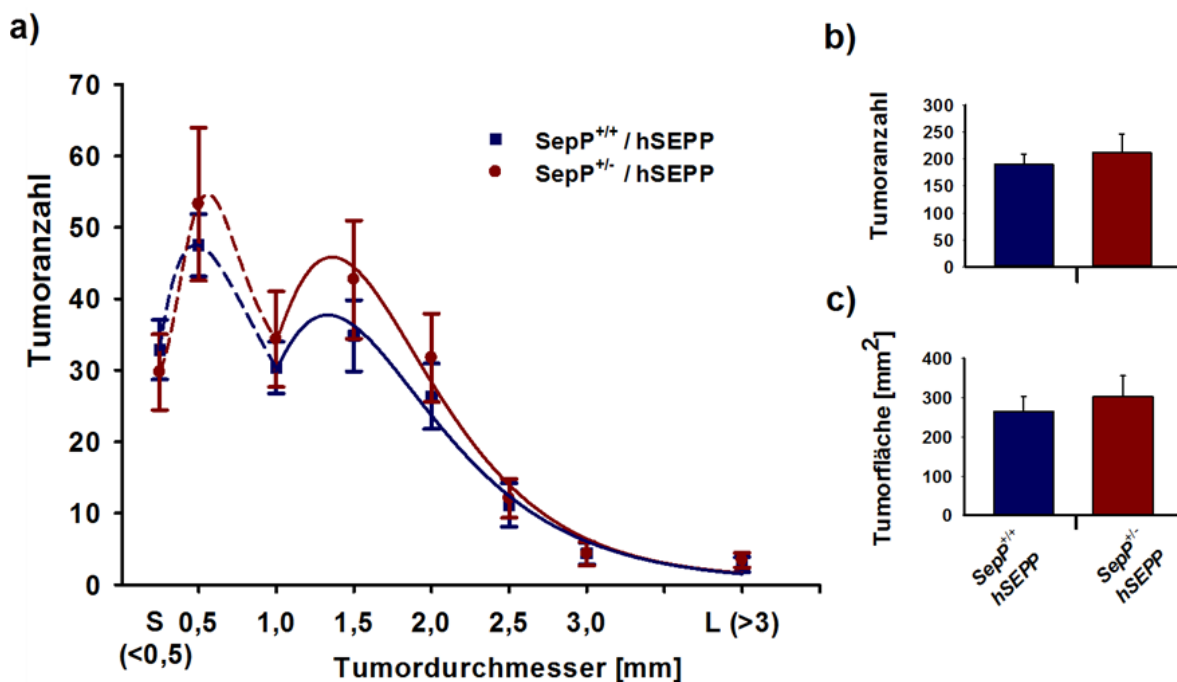 a)
70
60
50
40
30
20
10
0
Tumoranzahl
SepP+/+ / hSEPP
SepP+/- / hSEPP
S 0,5 1,0 1,5 2,0 2,5 3,0 L (>3)
(<0,5)
Tumordurchmesser [mm]
b)
300
250
200
150
100
50
0
Tumoranzahl
c)
400
300
200
100
0
Tumorfläche [mm²]
SepP+/+
hSEPP
SepP+/-
hSEPP